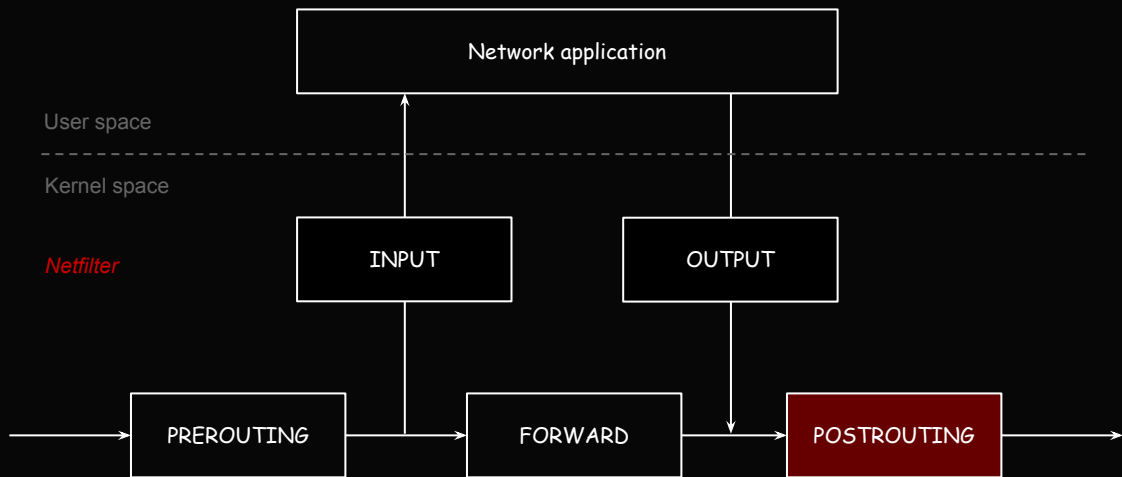 Network application
User space
Kernel space
Netfilter
INPUT
OUTPUT
PREROUTING
FORWARD
POSTROUTING